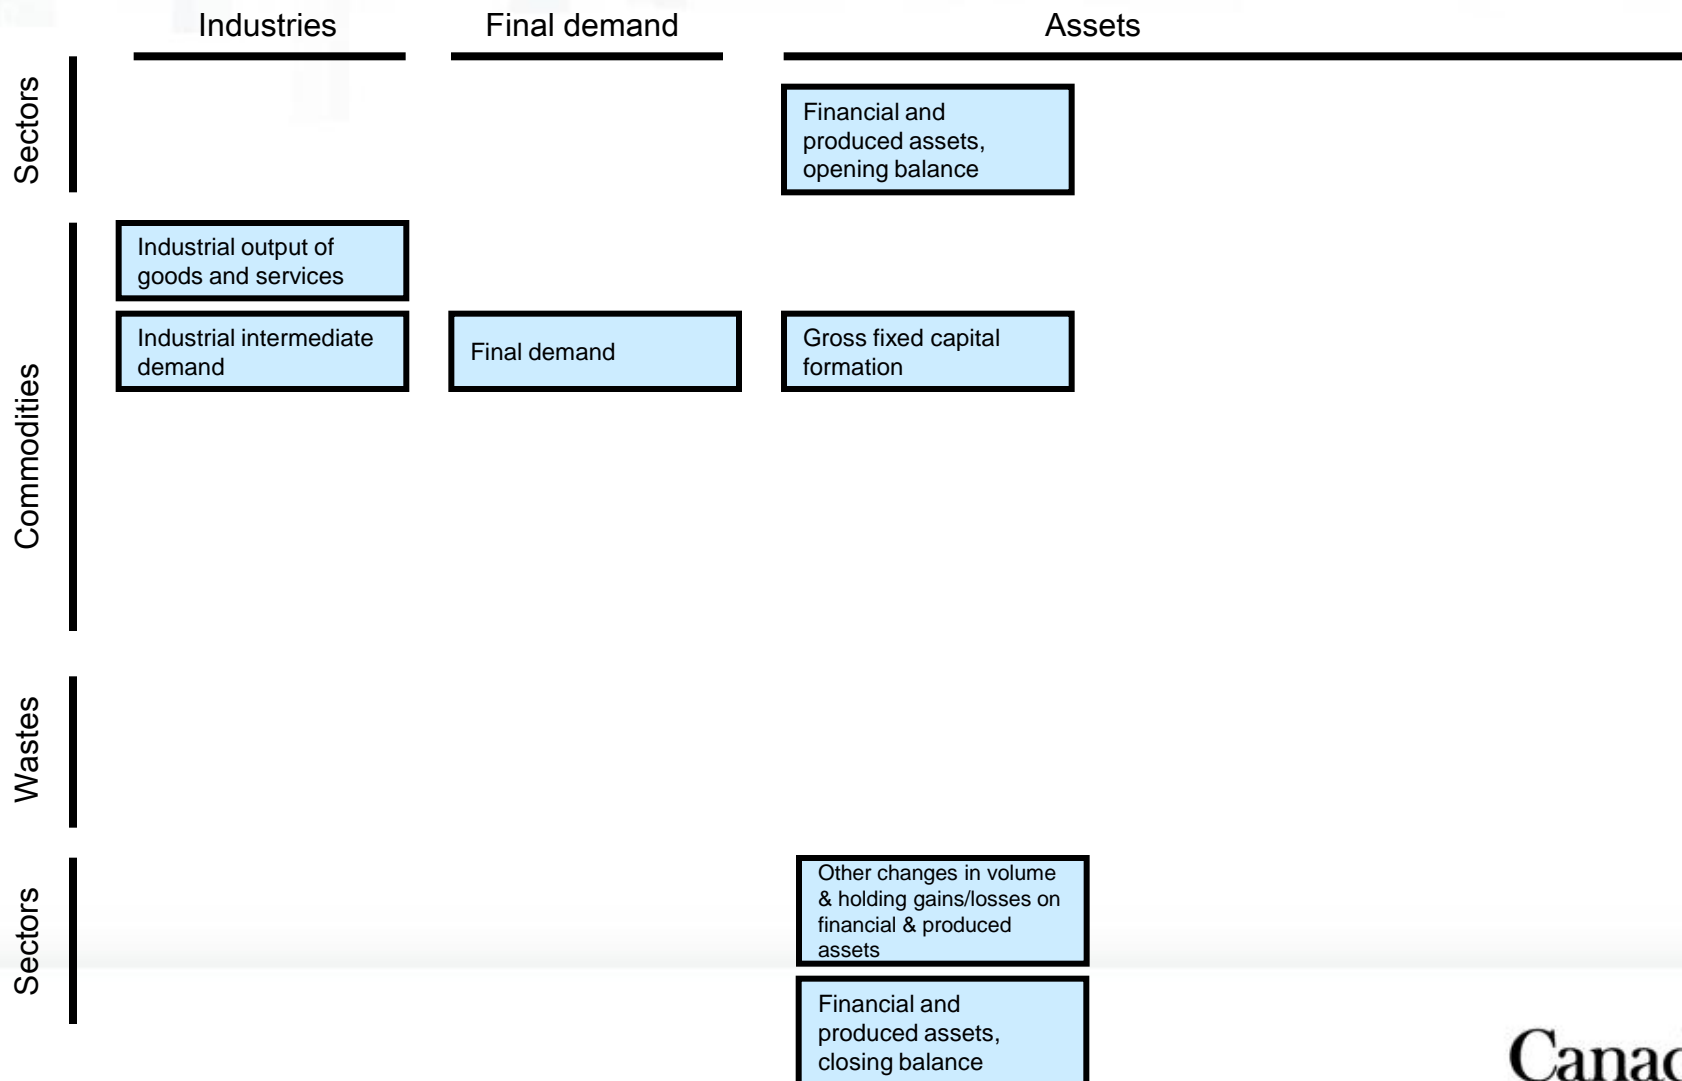 Industries
Final demand
Assets
Sectors
Financial and
produced assets,
opening balance
Commodities
Industrial output of
goods and services
Industrial intermediate
demand
Final demand
Gross fixed capital
formation
Wastes
Sectors
Other changes in volume
& holding gains/losses on
financial & produced
assets
Financial and
produced assets,
closing balance
Canad